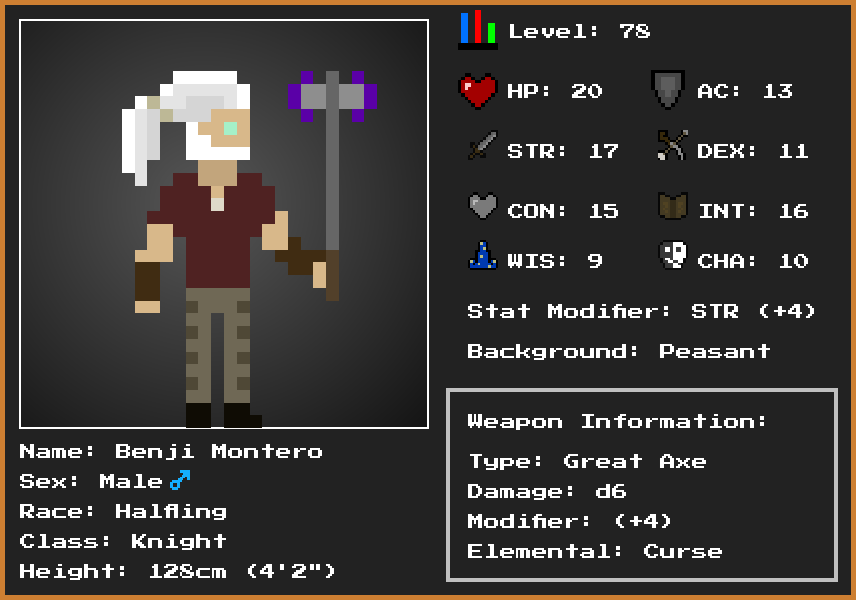 Level: 78
HP: 20
AC: 13
STR: 17
DEX: 11
CON: 15
INT: 16
WIS: 9
CHA: 10
Stat Modifier: STR (+4)
Background: Peasant
Weapon Information:
Type: Great Axe
Damage: d6
Modifier: (+4)
Elemental: Curse
Name: Benji Montero
Sex: Male♂
Race: Halfling
Class: Knight
Height: 128cm (4'2")